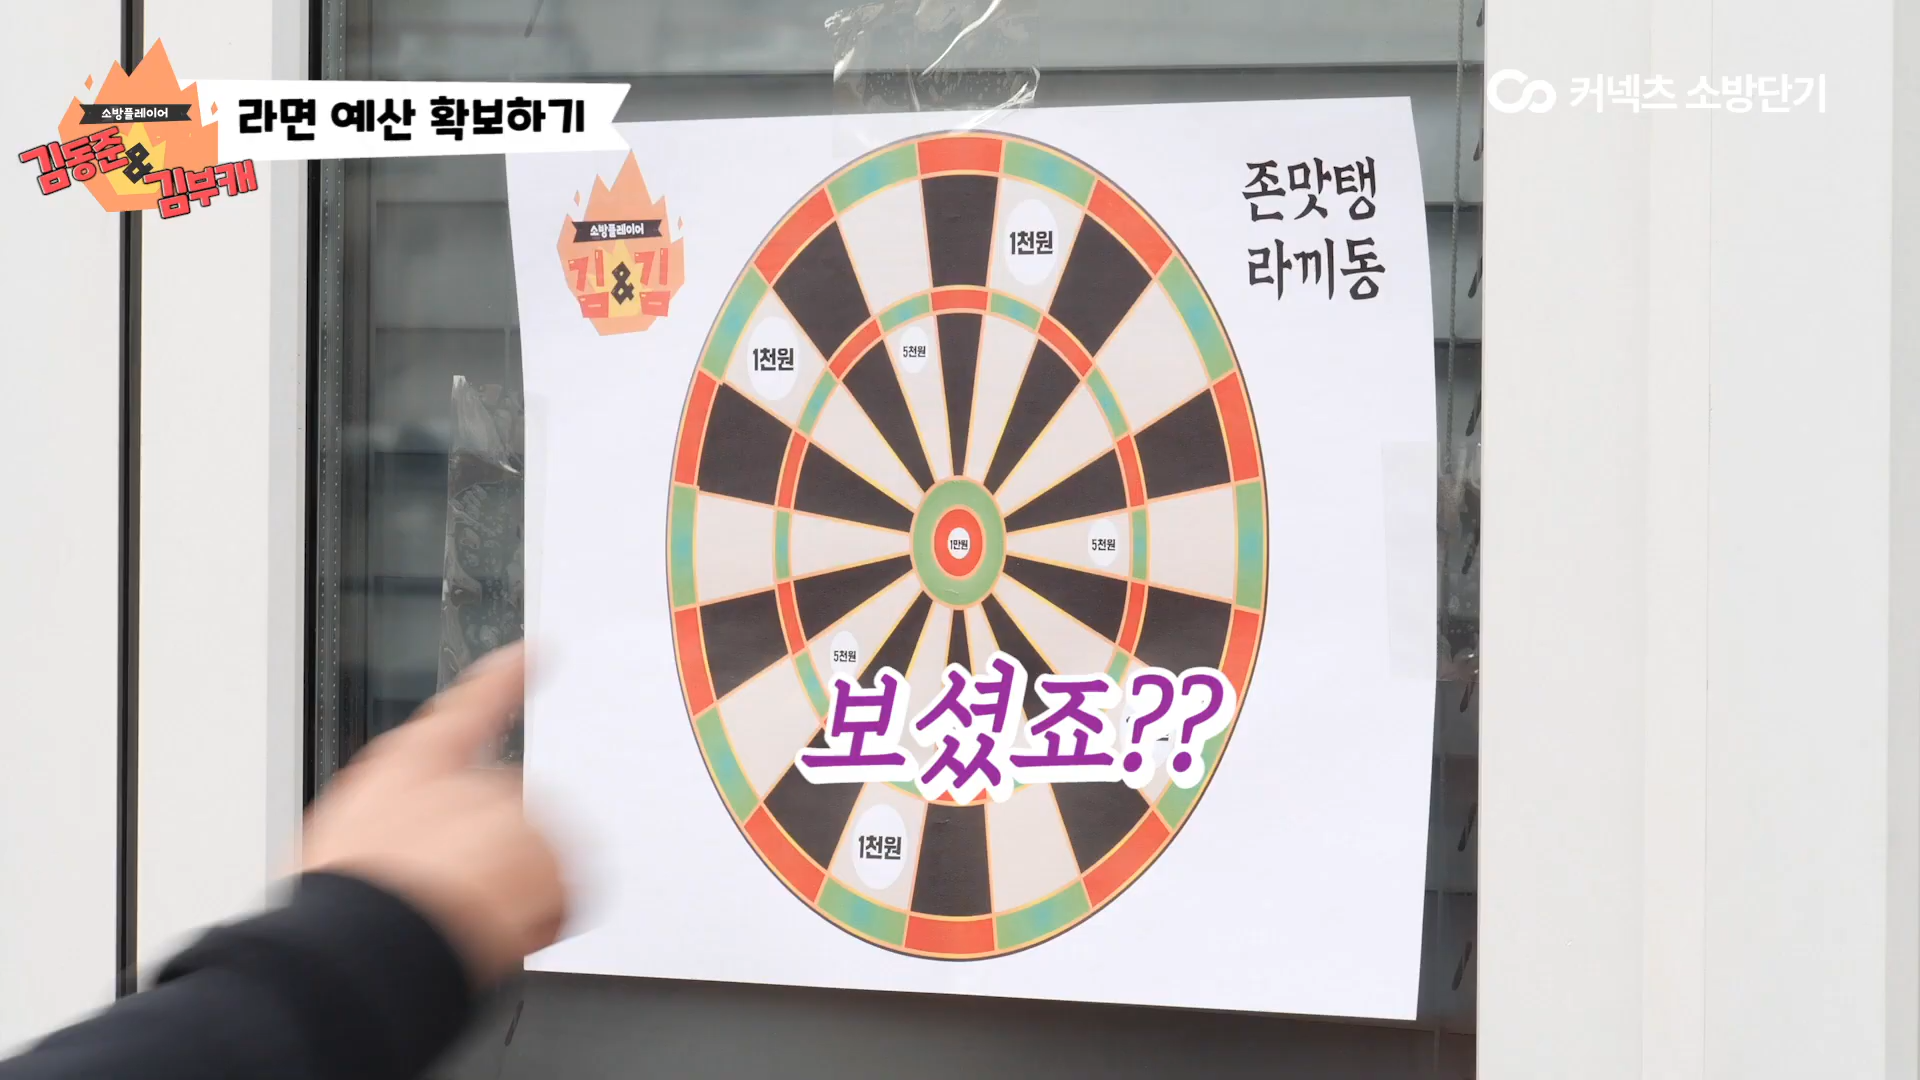 소방플레이어
김동준
&
김부캐
라면 예산 확보하기
커넥츠 소방단기
소방플레이어
김&김
존맛탱
라끼동
1천원
1천원
5천원
1만원
5천원
5천원
보셨죠??
1천원